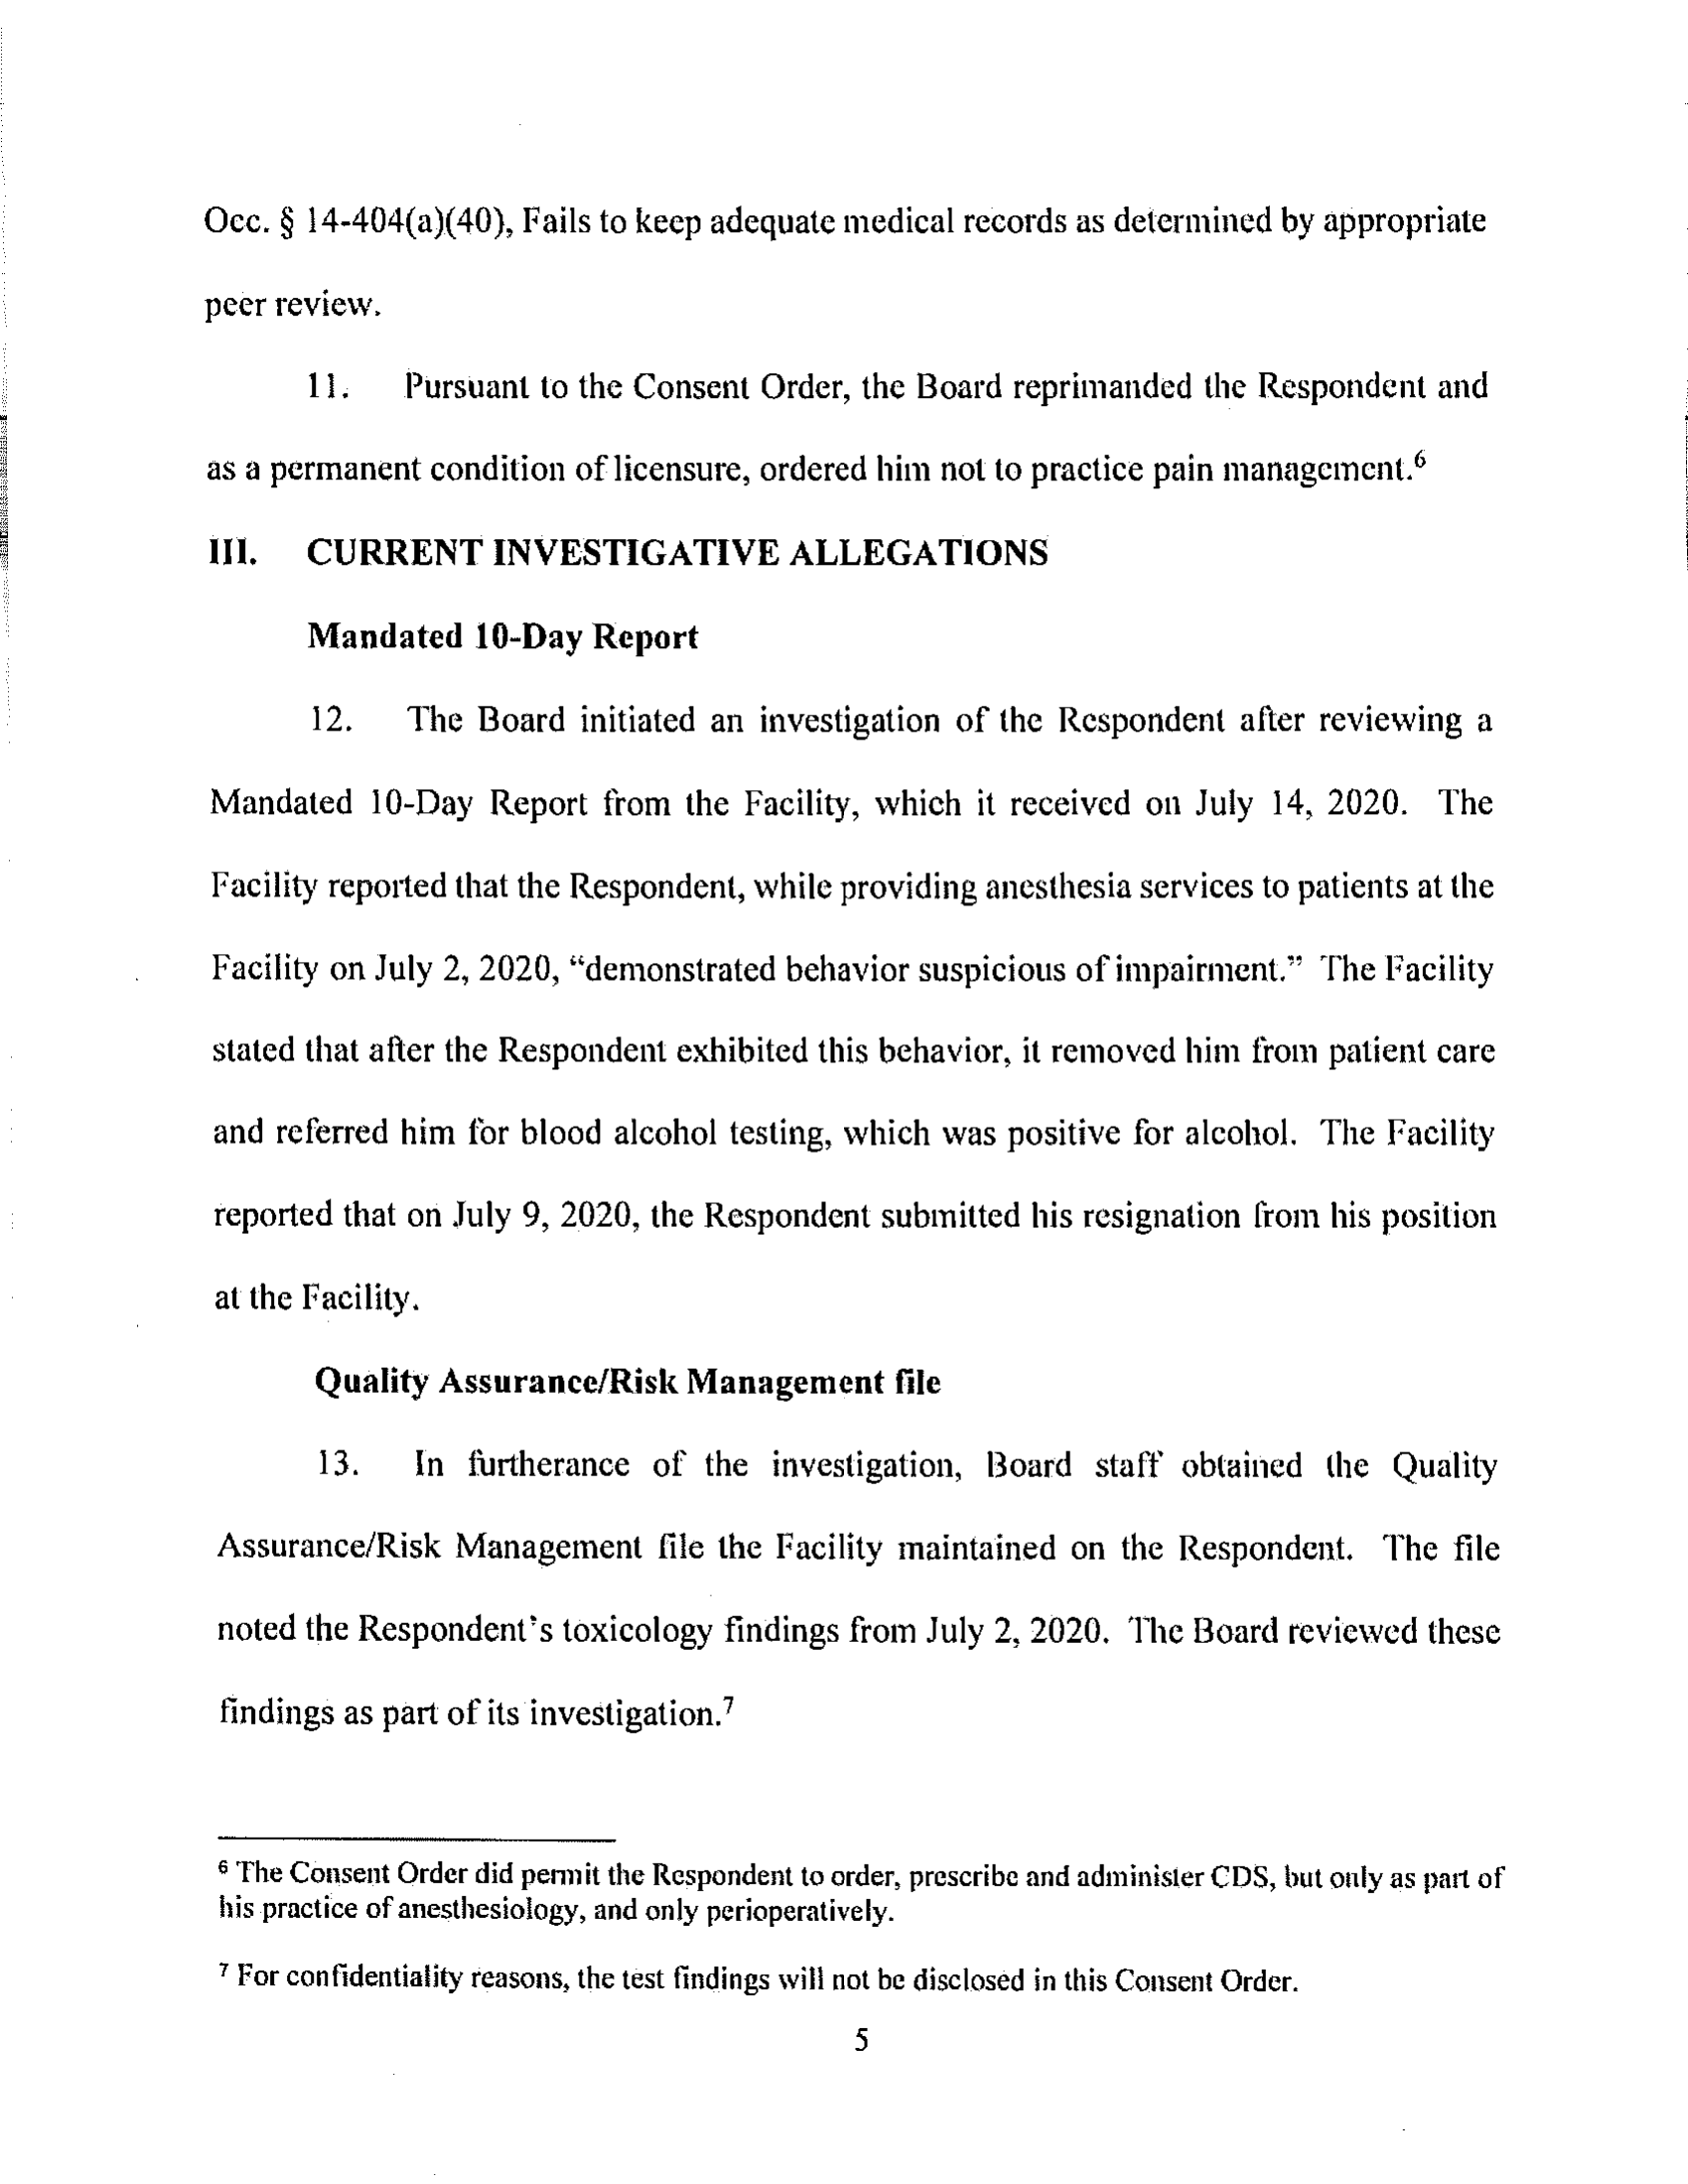 Occ. § 14-404(a)(40), Fails to keep adequate medical records as determined by appropriate
peer review.
11. Pursuant to the Consent Order, the Board reprimanded the Respondent and
as a permanent condition of licensure, ordered him not to practice pain management.⁶
III. CURRENT INVESTIGATIVE ALLEGATIONS
Mandated 10-Day Report
12. The Board initiated an investigation of the Respondent after reviewing a
Mandated 10-Day Report from the Facility, which it received on July 14, 2020. The
Facility reported that the Respondent, while providing anesthesia services to patients at the
Facility on July 2, 2020, “demonstrated behavior suspicious of impairment.” The Facility
stated that after the Respondent exhibited this behavior, it removed him from patient care
and referred him for blood alcohol testing, which was positive for alcohol. The Facility
reported that on July 9, 2020, the Respondent submitted his resignation from his position
at the Facility.
Quality Assurance/Risk Management file
13. In furtherance of the investigation, Board staff obtained the Quality
Assurance/Risk Management file the Facility maintained on the Respondent. The file
noted the Respondent's toxicology findings from July 2, 2020. The Board reviewed these
findings as part of its investigation.⁷
⁶ The Consent Order did permit the Respondent to order, prescribe and administer CDS, but only as part of
his practice of anesthesiology, and only perioperatively.
⁷ For confidentiality reasons, the test findings will not be disclosed in this Consent Order.
5